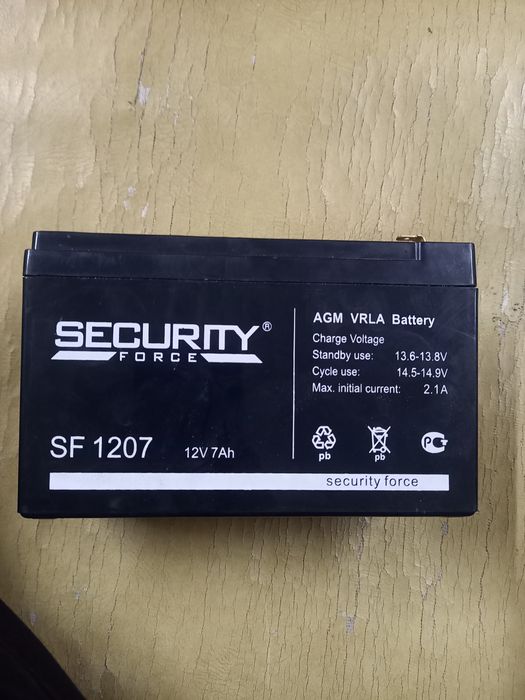 SECURITY®
FORCE
SF 1207 12V 7Ah
AGM VRLA Battery
Charge Voltage
Standby use: 13.6-13.8V
Cycle use: 14.5-14.9V
Max. initial current: 2.1A
pb pb
security force